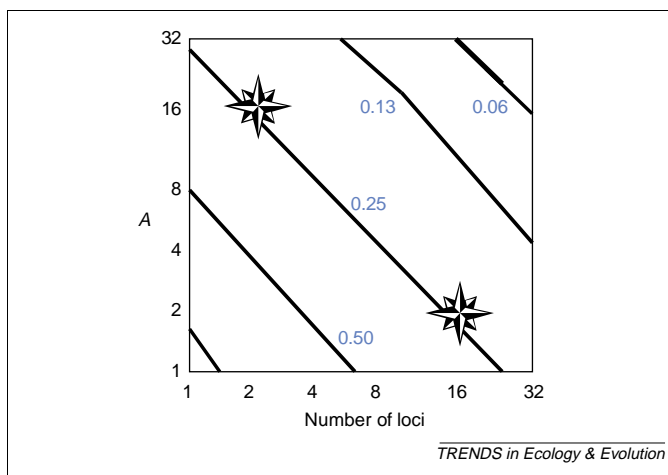 32
16
8
4
2
1
A
0.13
0.06
0.25
0.50
1 2 4 8 16 32
Number of loci
TRENDS in Ecology & Evolution